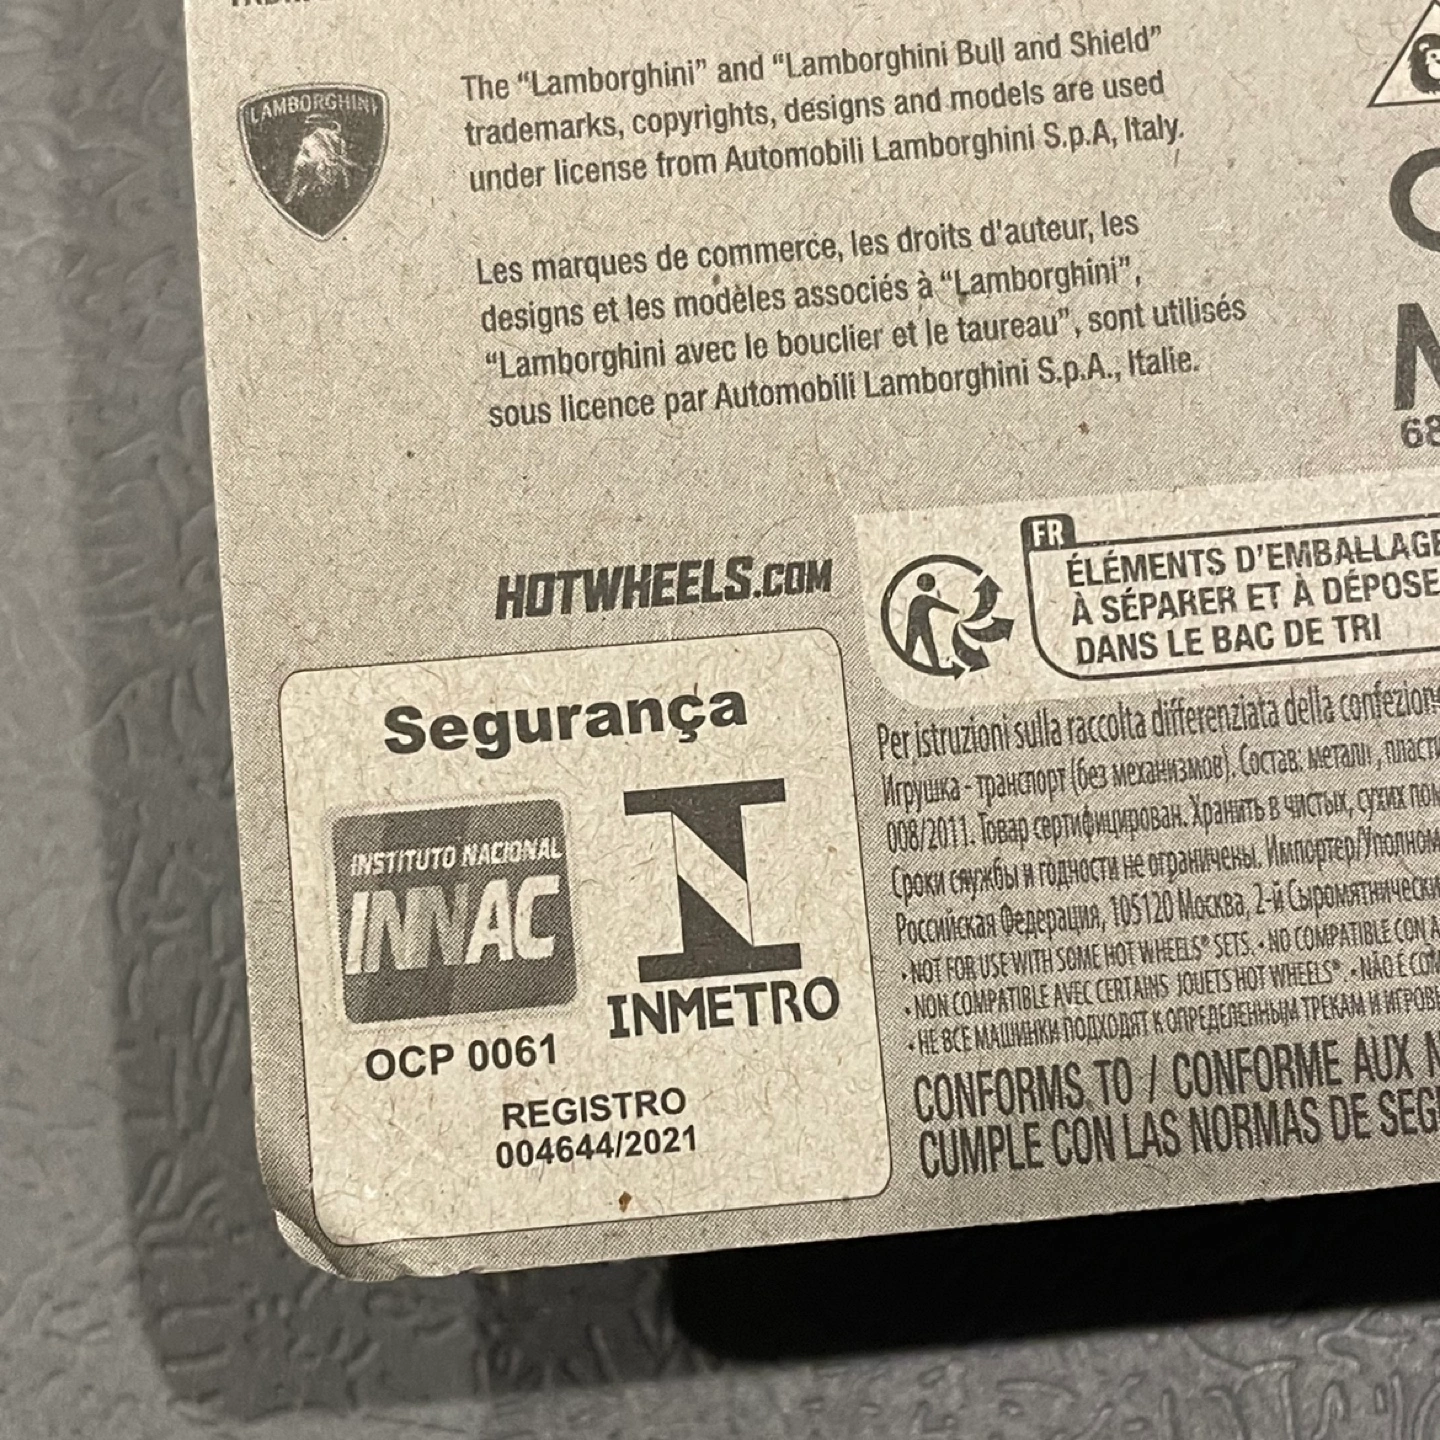 LAMBORGHINI
The “Lamborghini” and “Lamborghini Bull and Shield”
trademarks, copyrights, designs and models are used
under license from Automobili Lamborghini S.p.A, Italy.
Les marques de commerce, les droits d'auteur, les
designs et les modèles associés à “Lamborghini”,
“Lamborghini avec le bouclier et le taureau”, sont utilisés
sous licence par Automobili Lamborghini S.p.A., Italie.
68
HOTWHEELS.COM
FR
ÉLÉMENTS D'EMBALLAGE
À SÉPARER ET À DÉPOSE
DANS LE BAC DE TRI
Segurança
INSTITUTO NACIONAL
INNAC
INMETRO
OCP 0061
REGISTRO
004644/2021
Per istruzioni sulla raccolta differenziata della confezion
Игрушка - транспорт (без механизмов). Состав: металл, пласти
008/2011. Товар сертифицирован. Хранить в чистых, сухих пом
Сроки службы и годности не ограничены. Импортер/Уполном
Российская Федерация, 105120 Москва, 2-й Сыромятнически
• NOT FOR USE WITH SOME HOT WHEELS® SETS. • NO COMPATIBLE CON A
• NON COMPATIBLE AVEC CERTAINS JOUETS HOT WHEELS®. • NÃO É COM
• НЕ ВСЕ МАШИНКИ ПОДХОДЯТ К ОПРЕДЕЛЕННЫМ ТРЕКАМ И ИГРОВЫ
CONFORMS TO / CONFORME AUX N
CUMPLE CON LAS NORMAS DE SEG